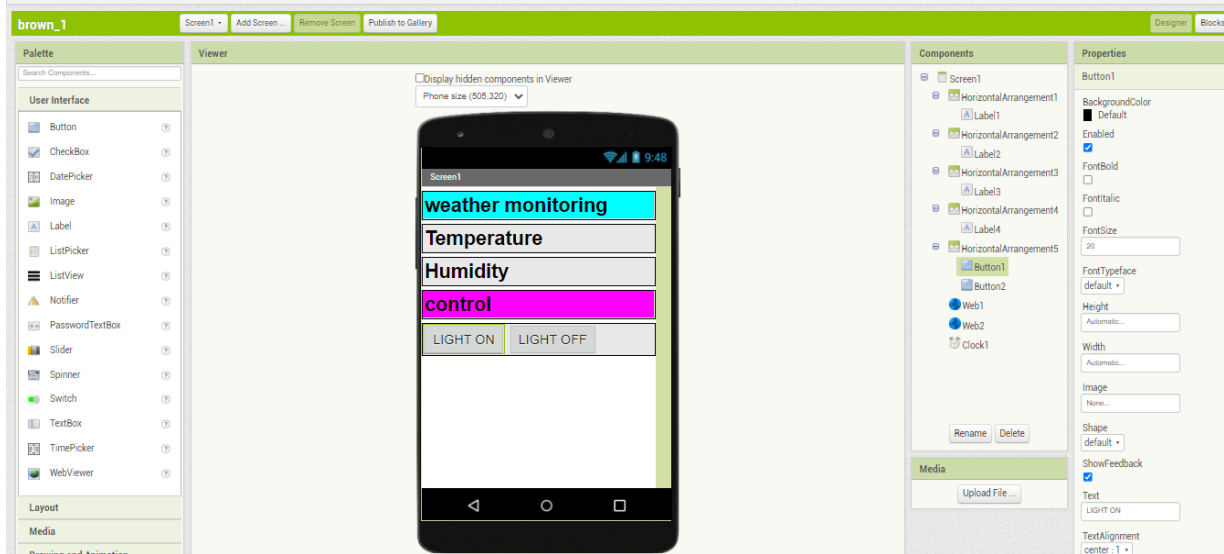 brown_1
Screen1
Add Screen ...
Remove Screen
Publish to Gallery
Designer
Blocks
Palette
Search Components...
User Interface
Button
CheckBox
DatePicker
Image
Label
ListPicker
ListView
Notifier
PasswordTextBox
Slider
Spinner
Switch
TextBox
TimePicker
WebViewer
Layout
Media
Drawing and Animation
Viewer
Display hidden components in Viewer
Phone size (505,320)
9:48
Screen1
weather monitoring
Temperature
Humidity
control
LIGHT ON LIGHT OFF
Components
Screen1
HorizontalArrangement1
Label1
HorizontalArrangement2
Label2
HorizontalArrangement3
Label3
HorizontalArrangement4
Label4
HorizontalArrangement5
Button1
Button2
Web1
Web2
Clock1
Rename Delete
Media
Upload File ...
Properties
Button1
BackgroundColor
Default
Enabled
FontBold
FontItalic
FontSize
20
FontTypeface
default
Height
Automatic...
Width
Automatic...
Image
None...
Shape
default
ShowFeedback
Text
LIGHT ON
TextAlignment
center : 1